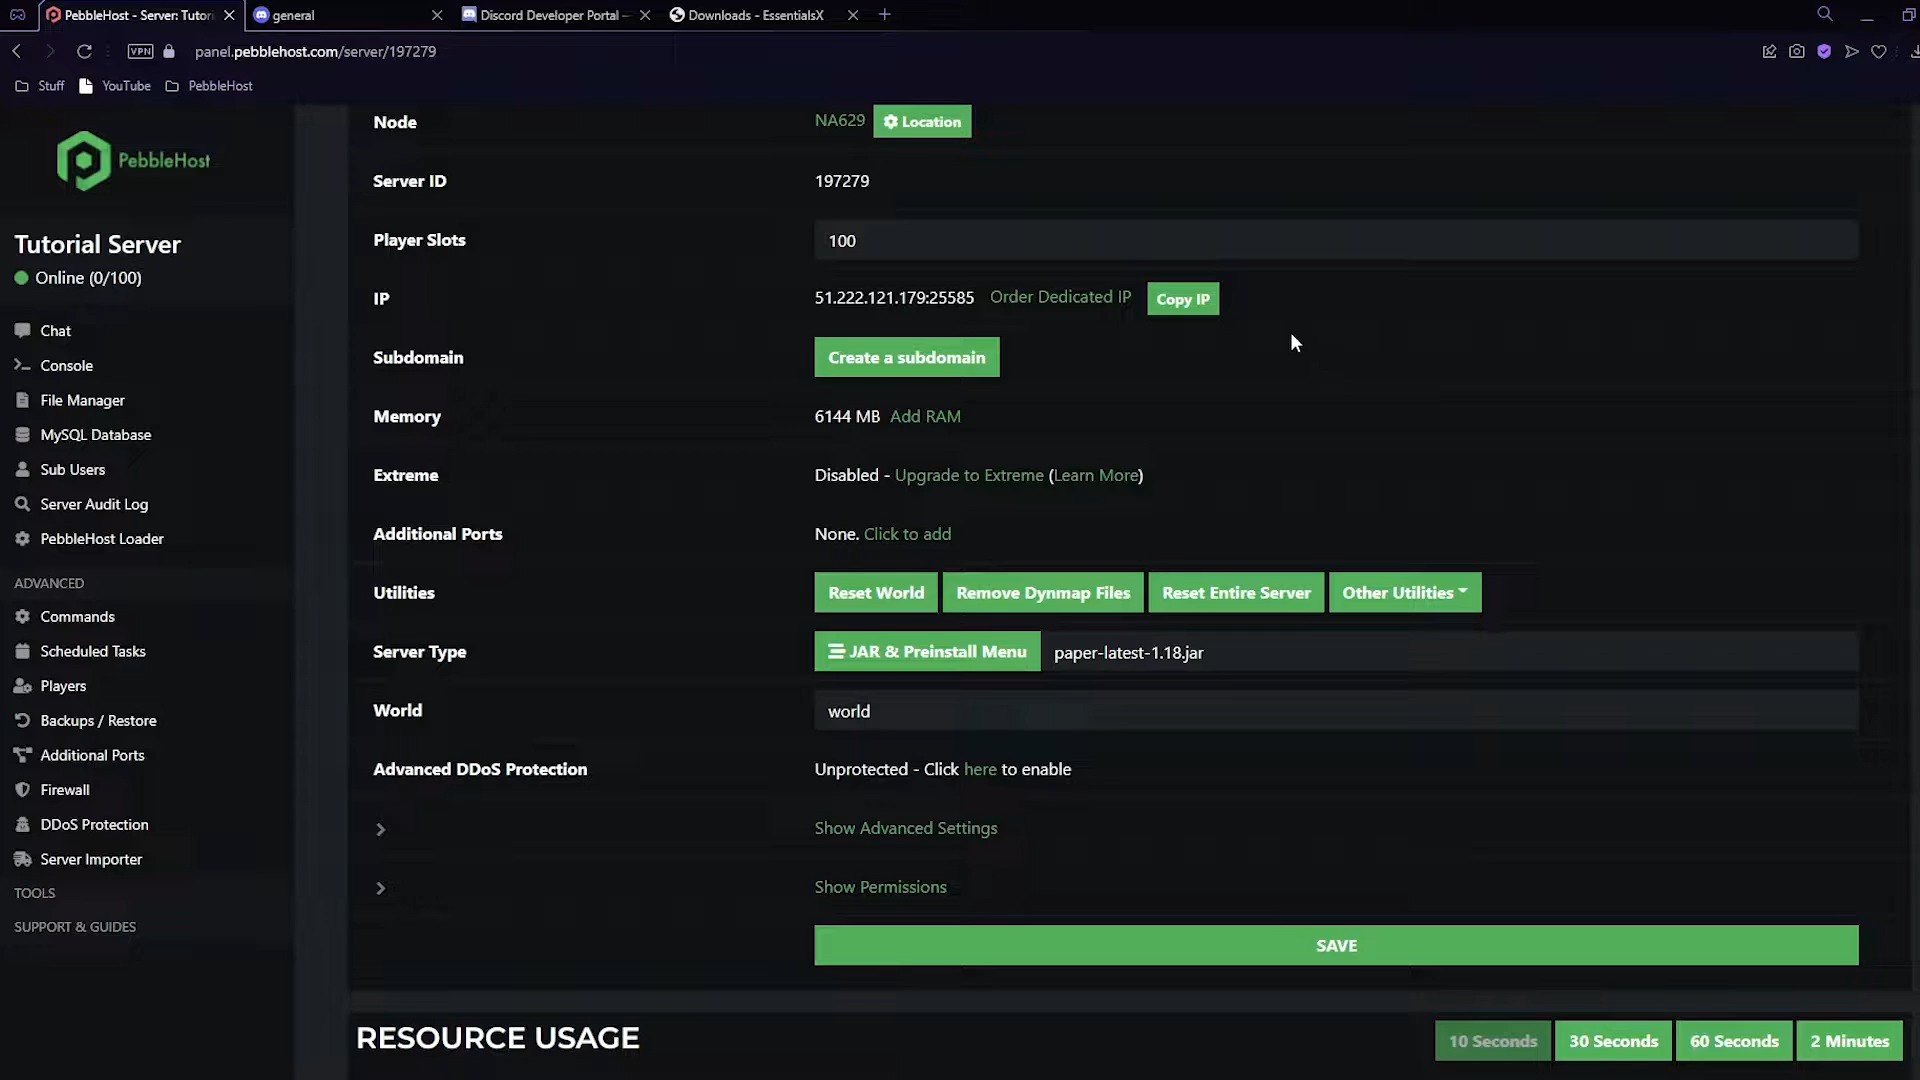 PebbleHost - Server: Tutori
general
Discord Developer Portal -
Downloads - EssentialsX
VPN
panel.pebblehost.com/server/197279
Stuff
YouTube
PebbleHost
PebbleHost
Tutorial Server
Online (0/100)
Chat
Console
File Manager
MySQL Database
Sub Users
Server Audit Log
PebbleHost Loader
ADVANCED
Commands
Scheduled Tasks
Players
Backups / Restore
Additional Ports
Firewall
DDoS Protection
Server Importer
TOOLS
SUPPORT & GUIDES
Node
NA629
Location
Server ID
197279
Player Slots
100
IP
51.222.121.179:25585 Order Dedicated IP
Copy IP
Subdomain
Create a subdomain
Memory
6144 MB Add RAM
Extreme
Disabled - Upgrade to Extreme (Learn More)
Additional Ports
None. Click to add
Utilities
Reset World
Remove Dynmap Files
Reset Entire Server
Other Utilities
Server Type
JAR & Preinstall Menu
paper-latest-1.18.jar
World
world
Advanced DDoS Protection
Unprotected - Click here to enable
Show Advanced Settings
Show Permissions
SAVE
RESOURCE USAGE
10 Seconds
30 Seconds
60 Seconds
2 Minutes